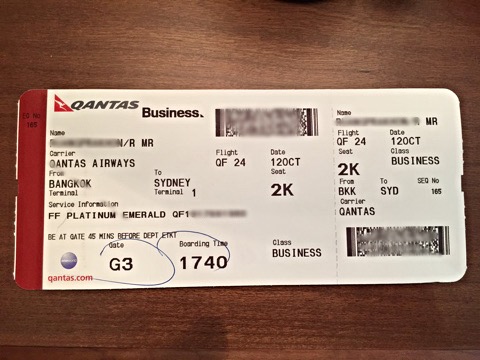 QANTAS Business.
Name
N/R MR
Carrier Flight Date
QANTAS AIRWAYS QF 24 12OCT
From To Seat
BANGKOK SYDNEY 2K
Terminal Terminal 1
Service Information
FF PLATINUM EMERALD QF1
BE AT GATE 45 MINS BEFORE DEPT ETKT
Gate Boarding Time Class
G3 1740 BUSINESS
qantas.com
165
Name
MR
Flight Date
QF 24 12OCT
Seat Class
2K BUSINESS
From To SEQ No
BKK SYD 165
Carrier
QANTAS